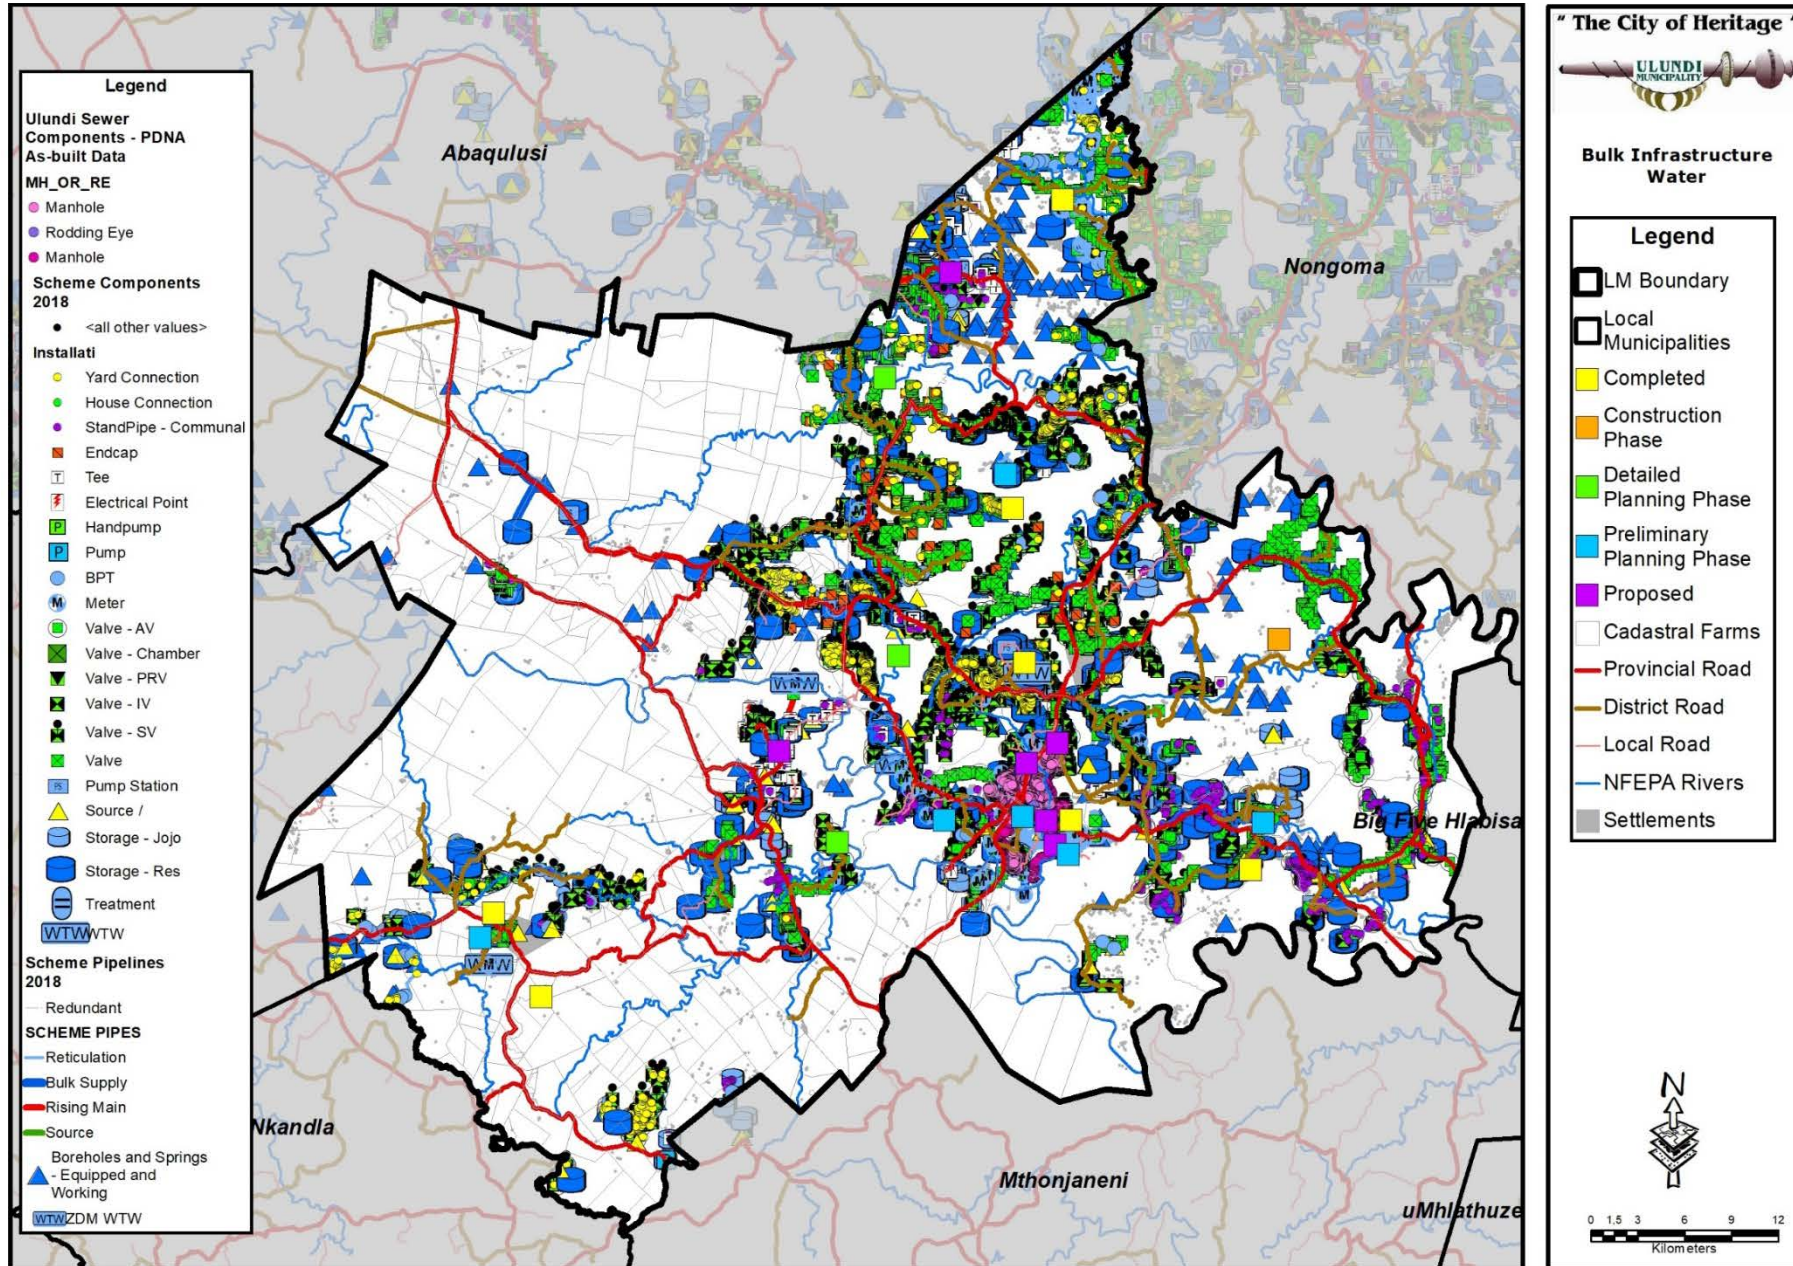 Legend
Ulundi Sewer
Components - PDNA
As-built Data
MH_OR_RE
Manhole
Rodding Eye
Manhole
Scheme Components
2018
<all other values>
Installati
Yard Connection
House Connection
StandPipe - Communal
Endcap
T Tee
Electrical Point
P Handpump
P Pump
BPT
M Meter
Valve - AV
Valve - Chamber
Valve - PRV
Valve - IV
Valve - SV
Valve
PS Pump Station
Source /
Storage - Jojo
Storage - Res
Treatment
WTW WTW
Scheme Pipelines
2018
Redundant
SCHEME PIPES
Reticulation
Bulk Supply
Rising Main
Source
Boreholes and Springs
- Equipped and
Working
WTW ZDM WTW
Abaqulusi
Nongoma
Big Five Hlabisa
Nkandla
Mthonjaneni
uMhlathuze
" The City of Heritage "
ULUNDI
MUNICIPALITY
Bulk Infrastructure
Water
Legend
LM Boundary
Local
Municipalities
Completed
Construction
Phase
Detailed
Planning Phase
Preliminary
Planning Phase
Proposed
Cadastral Farms
Provincial Road
District Road
Local Road
NFEPA Rivers
Settlements
N
0 1,5 3 6 9 12
Kilometers